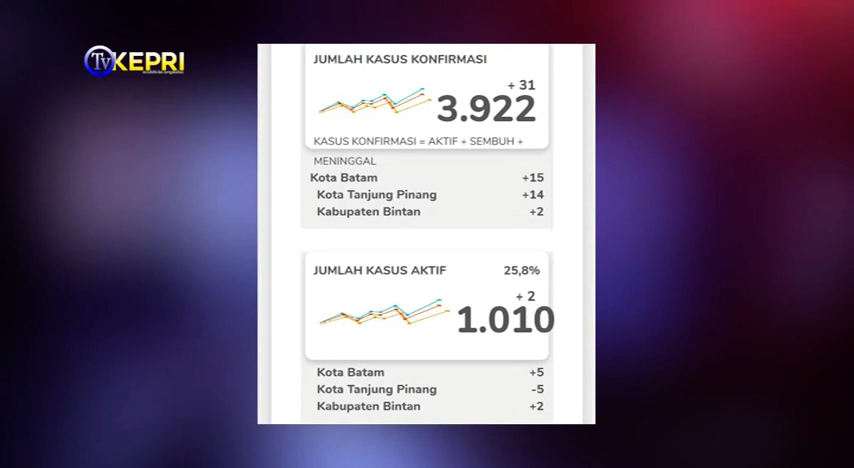 Tv KEPRI
JUMLAH KASUS KONFIRMASI
+ 31
3.922
KASUS KONFIRMASI = AKTIF + SEMBUH +
MENINGGAL
Kota Batam +15
Kota Tanjung Pinang +14
Kabupaten Bintan +2
JUMLAH KASUS AKTIF 25,8%
+ 2
1.010
Kota Batam +5
Kota Tanjung Pinang -5
Kabupaten Bintan +2